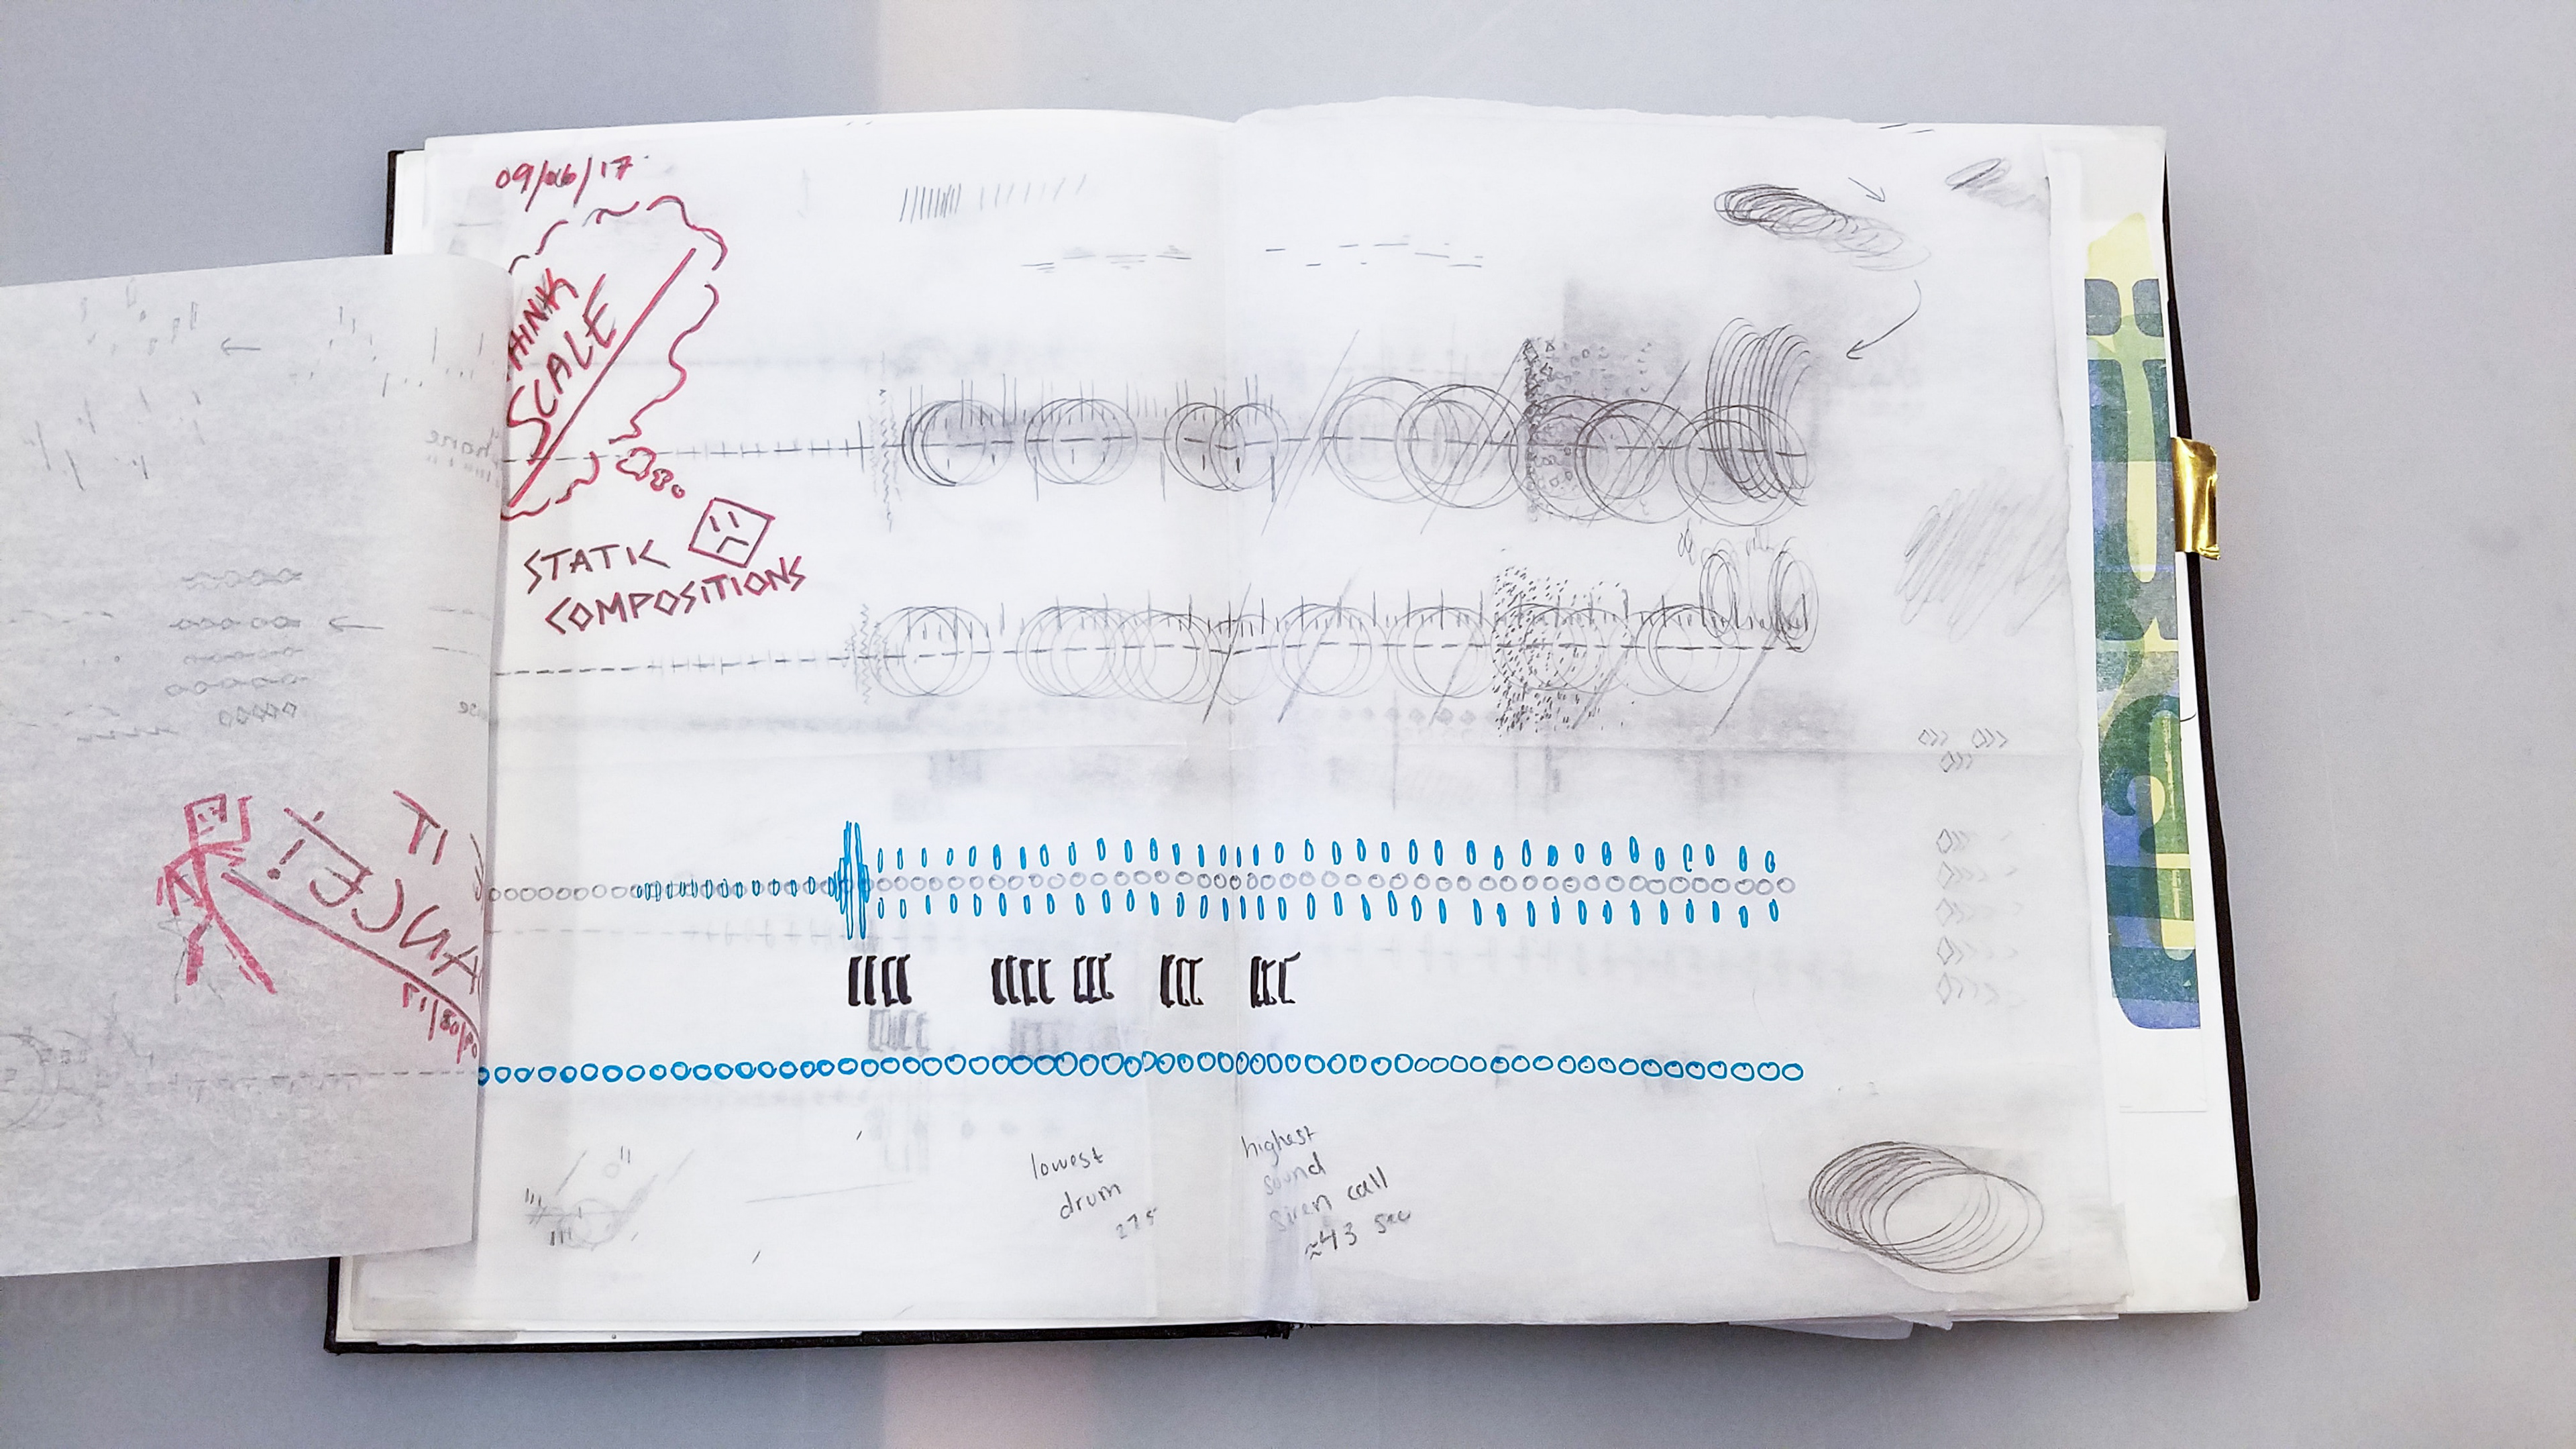 09/06/17
THINK
SCALE
STATIC
COMPOSITIONS
lowest
drum
highest
sound
siren call
≈43 sec